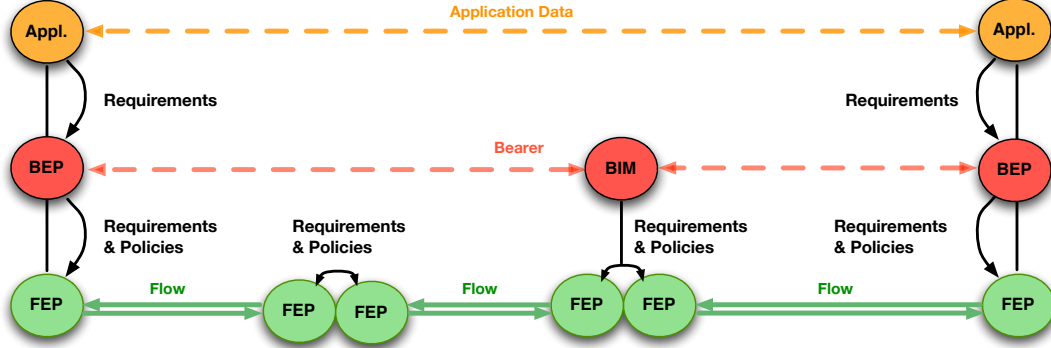 Application Data
Appl.
Appl.
Requirements
Requirements
Bearer
BEP
BIM
BEP
Requirements
& Policies
Requirements
& Policies
Requirements
& Policies
Requirements
& Policies
Flow
Flow
Flow
FEP
FEP
FEP
FEP
FEP
FEP